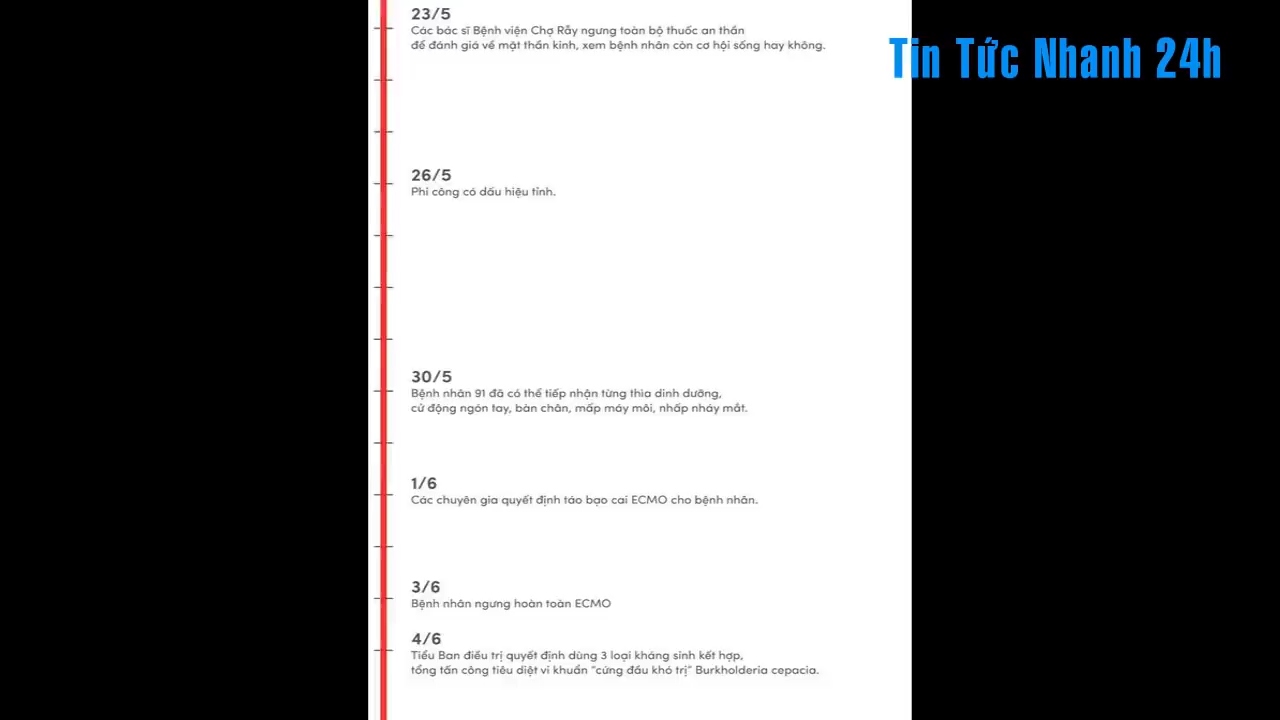 23/5
Các bác sĩ Bệnh viện Chợ Rẫy ngưng toàn bộ thuốc an thần
để đánh giá về mặt thần kinh, xem bệnh nhân còn cơ hội sống hay không.
Tin Tức Nhanh 24h
26/5
Phi công có dấu hiệu tỉnh.
30/5
Bệnh nhân 91 đã có thể tiếp nhận từng thìa dinh dưỡng,
cử động ngón tay, bàn chân, mấp máy môi, nhấp nháy mắt.
1/6
Các chuyên gia quyết định táo bạo cai ECMO cho bệnh nhân.
3/6
Bệnh nhân ngưng hoàn toàn ECMO
4/6
Tiểu Ban điều trị quyết định dùng 3 loại kháng sinh kết hợp,
tổng tấn công tiêu diệt vi khuẩn “cứng đầu khó trị” Burkholderia cepacia.